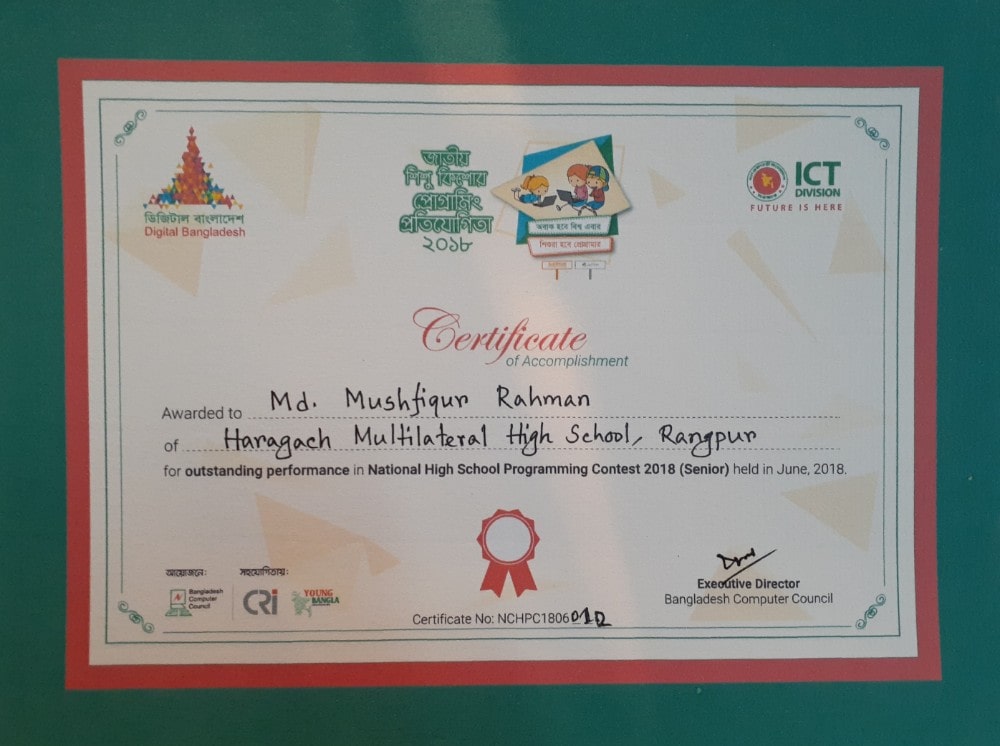 ডিজিটাল বাংলাদেশ
Digital Bangladesh
জাতীয়
শিশু কিশোর
প্রোগ্রামিং
প্রতিযোগিতা
২০১৮
অবাক হবে বিশ্ব এবার
শিশুরা হবে প্রোগ্রামার
ICT
DIVISION
FUTURE IS HERE
Certificate
of Accomplishment
Awarded to Md. Mushfiqur Rahman
of Haragach Multilateral High School, Rangpur
for outstanding performance in National High School Programming Contest 2018 (Senior) held in June, 2018.
আয়োজনে:
সহযোগিতায়:
Bangladesh
Computer
Council
CRi
YOUNG
BANGLA
Executive Director
Bangladesh Computer Council
Certificate No: NCHPC1806012